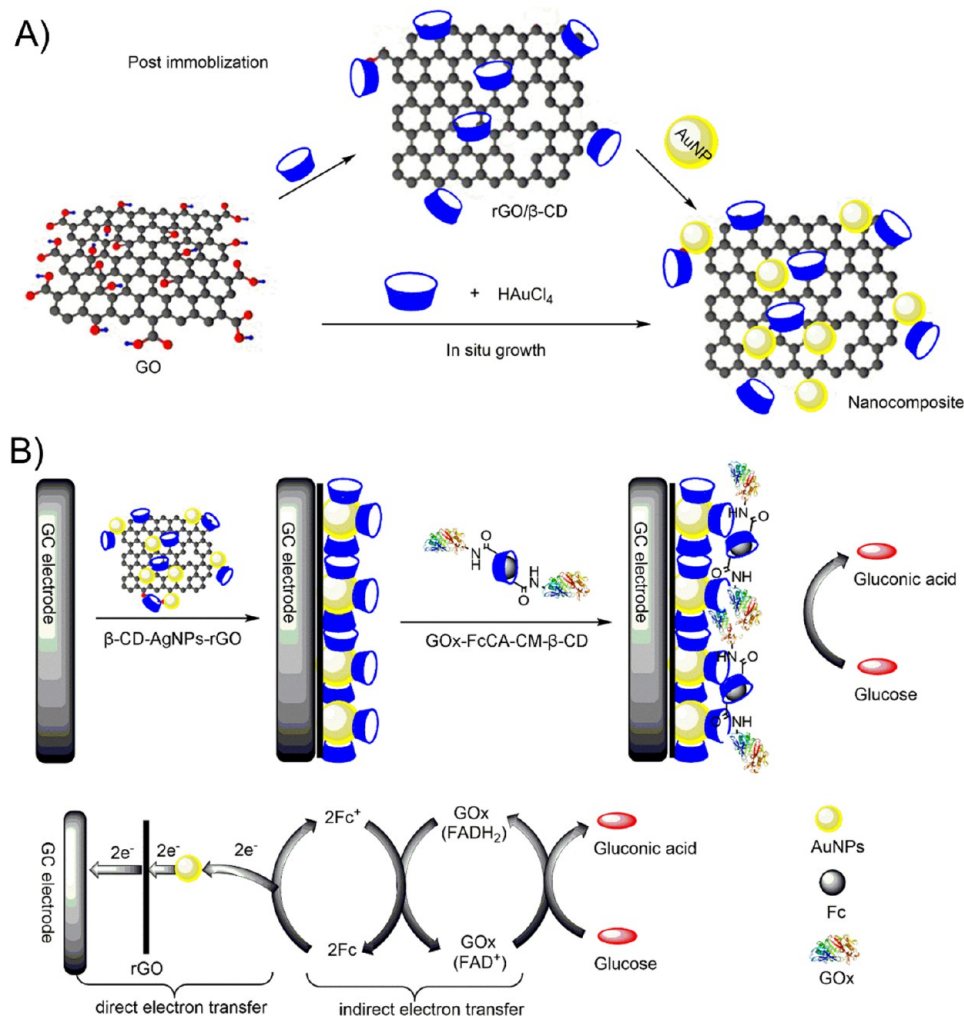 A)
Post immoblization
AuNP
rGO/β-CD
+ HAuCl4
In situ growth
GO
Nanocomposite
B)
GC electrode
β-CD-AgNPs-rGO
GC electrode
N
H
O
O
H
N
GOx-FcCA-CM-β-CD
GC electrode
HN
O
O
NH
HN
O
O
NH
Gluconic acid
Glucose
GC electrode
2e-
2e-
2e-
rGO
2Fc+
2Fc
GOx
(FADH2)
GOx
(FAD+)
Gluconic acid
Glucose
direct electron transfer
indirect electron transfer
AuNPs
Fc
GOx